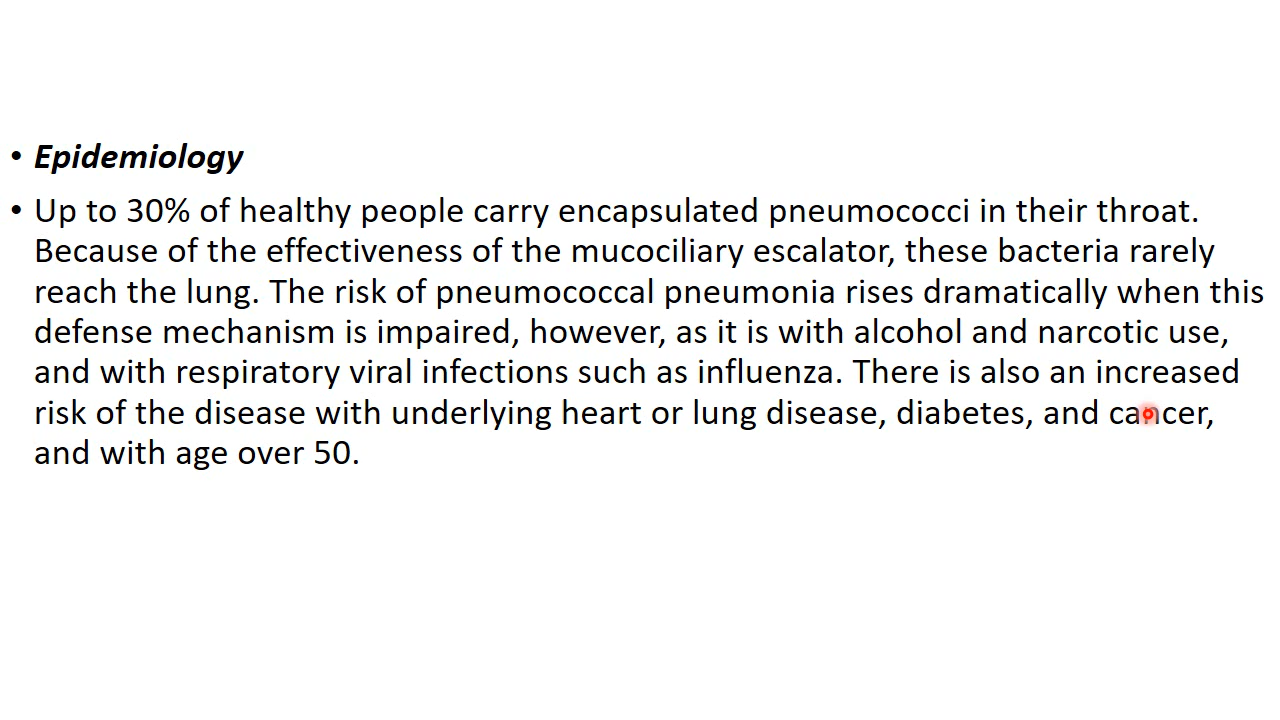 • Epidemiology
• Up to 30% of healthy people carry encapsulated pneumococci in their throat.
Because of the effectiveness of the mucociliary escalator, these bacteria rarely
reach the lung. The risk of pneumococcal pneumonia rises dramatically when this
defense mechanism is impaired, however, as it is with alcohol and narcotic use,
and with respiratory viral infections such as influenza. There is also an increased
risk of the disease with underlying heart or lung disease, diabetes, and cancer,
and with age over 50.